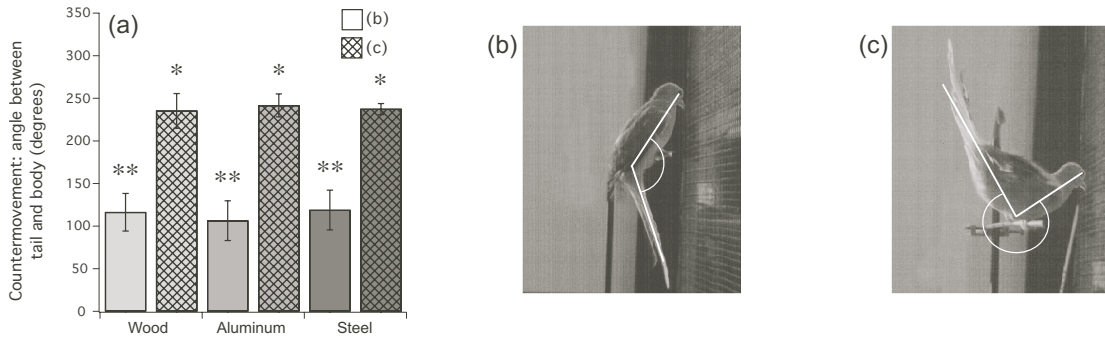 (a)
(b)
(c)
350
300
250
200
150
100
50
0
Countermovement: angle between
tail and body (degrees)
** * ** * ** *
Wood Aluminum Steel
(b)
(c)